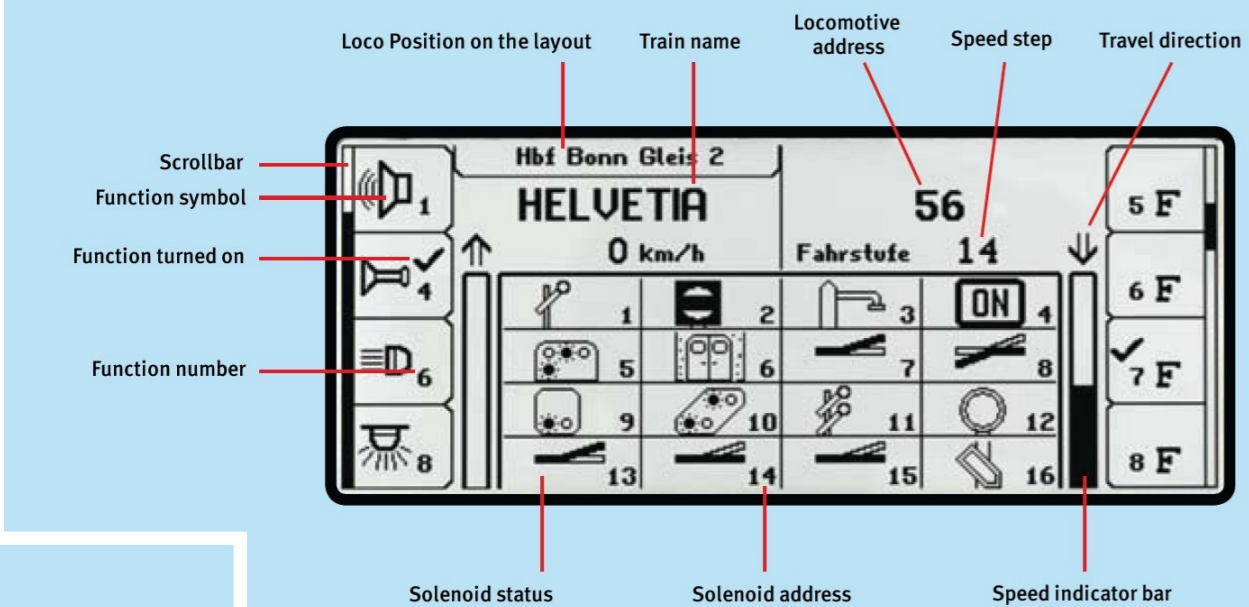 Loco Position on the layout
Train name
Locomotive
address
Speed step
Travel direction
Scrollbar
Function symbol
Function turned on
Function number
Hbf Bonn Gleis 2
HELVETIA
56
0 km/h
Fahrstufe 14
1
4
6
8
1 2 3 ON 4
5 6 7 8
9 10 11 12
13 14 15 16
5 F
6 F
7 F
8 F
Solenoid status
Solenoid address
Speed indicator bar